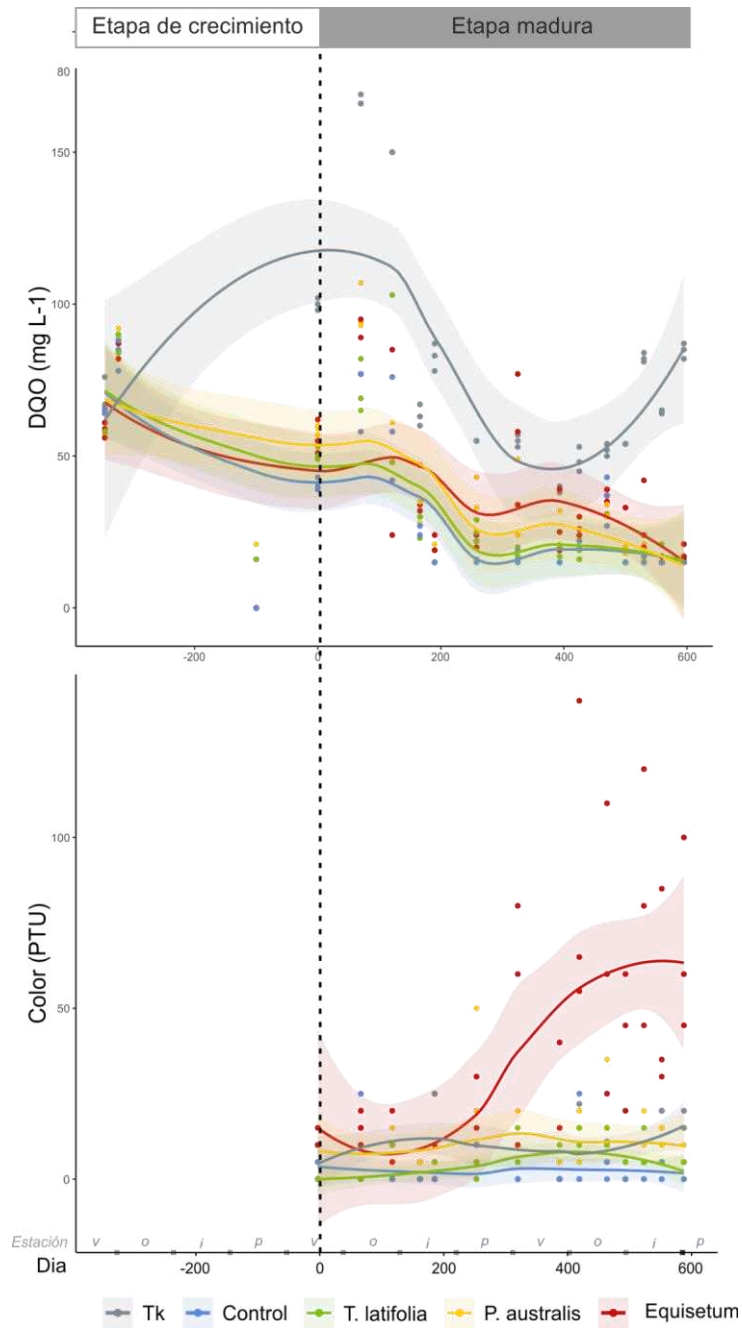 Etapa de crecimiento Etapa madura
80
150
100
50
0
DQO (mg L-1)
-200 0 200 400 600
100
50
0
Color (PTU)
Estación v o i p v o i p v o i p
Dia -200 0 200 400 600
Tk Control T. latifolia P. australis Equisetum